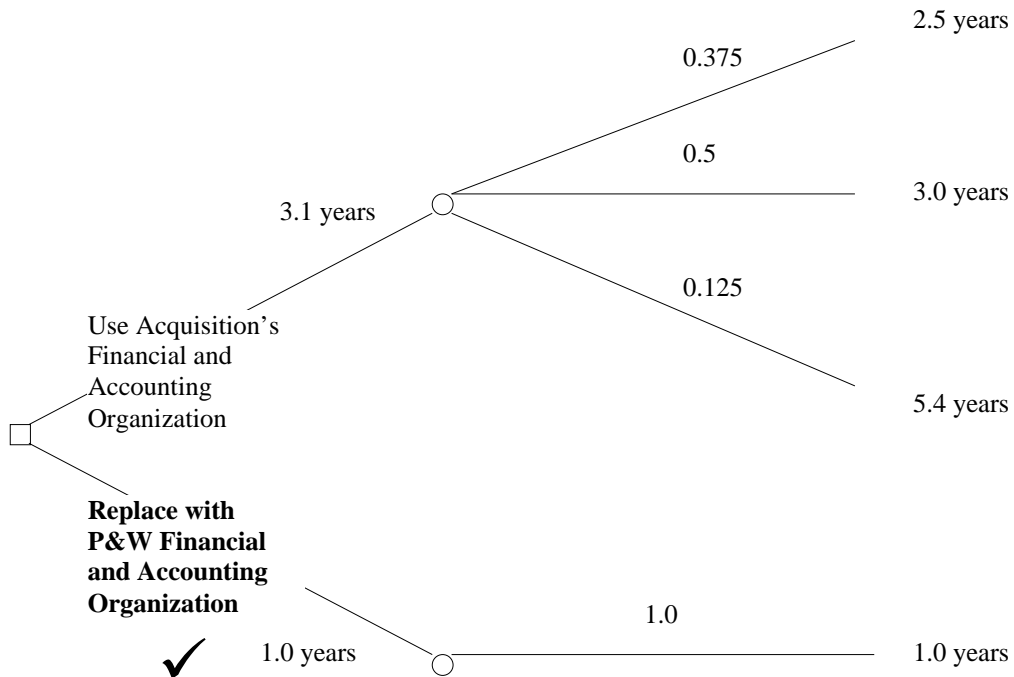 2.5 years
0.375
0.5
3.0 years
3.1 years
0.125
Use Acquisition’s
Financial and
Accounting
Organization
5.4 years
Replace with
P&W Financial
and Accounting
Organization
1.0
1.0 years
1.0 years